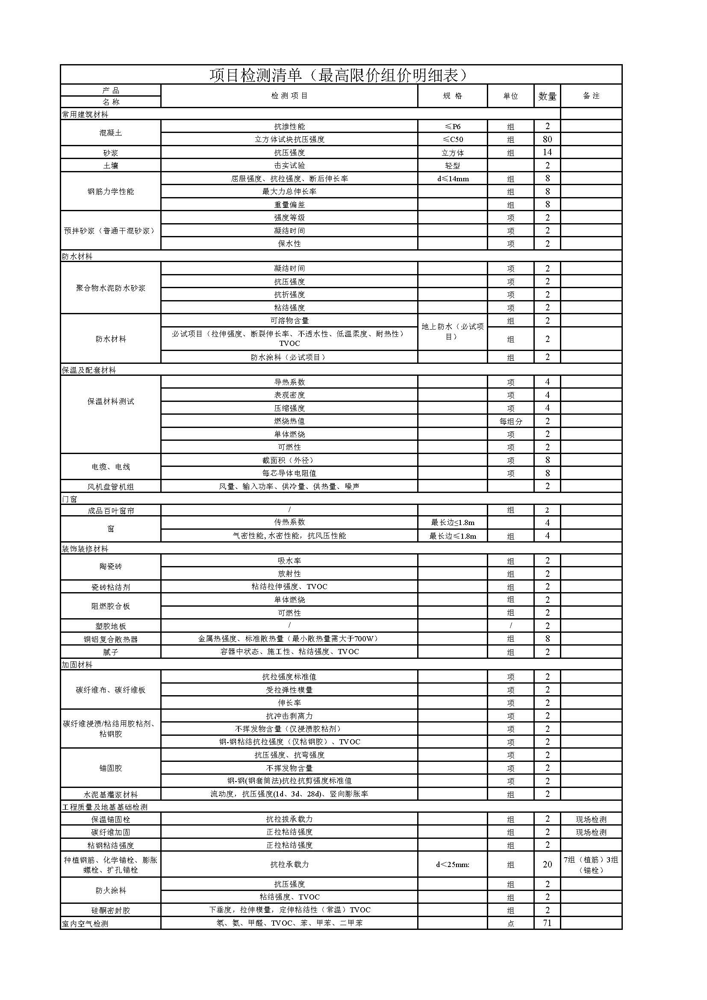 项目检测清单（最高限价组价明细表）
产 品
名 称
检 测 项 目
规 格
单位
数量
备 注
常用建筑材料
混凝土
抗渗性能 ≤P6 组 2
立方体试块抗压强度 ≤C50 组 80
砂浆 抗压强度 立方体 组 14
土壤 击实试验 轻型 2
钢筋力学性能
屈服强度、抗拉强度、断后伸长率 d≤14mm 组 8
最大力总伸长率 组 8
重量偏差 组 8
预拌砂浆（普通干混砂浆）
强度等级 项 2
凝结时间 项 2
保水性 项 2
防水材料
聚合物水泥防水砂浆
凝结时间 项 2
抗压强度 项 2
抗折强度 项 2
粘结强度 项 2
防水材料
可溶物含量 组 2
地上防水（必试项
目）
必试项目（拉伸强度、断裂伸长率、不透水性、低温柔度、耐热性）
TVOC
组 2
防水涂料（必试项目） 组 2
保温及配套材料
保温材料测试
导热系数 项 4
表观密度 项 4
压缩强度 项 4
燃烧热值 每组分 2
单体燃烧 项 2
可燃性 项 2
电缆、电线
截面积（外径） 项 8
每芯导体电阻值 项 8
风机盘管机组 风量、输入功率、供冷量、供热量、噪声 2
门窗
成品百叶窗帘 / 组 2
窗
传热系数 最长边≤1.8m 4
气密性能,水密性能，抗风压性能 最长边≤1.8m 组 4
装饰装修材料
陶瓷砖
吸水率 组 2
放射性 组 2
瓷砖粘结剂 粘结拉伸强度、TVOC 组 2
阻燃胶合板
单体燃烧 组 2
可燃性 组 2
塑胶地板 / / 2
铜铝复合散热器 金属热强度、标准散热量（最小散热量需大于700W） 组 8
腻子 容器中状态、施工性、粘结强度、TVOC 组 2
加固材料
碳纤维布、碳纤维板
抗拉强度标准值 项 2
受拉弹性模量 项 2
伸长率 项 2
碳纤维浸渍/粘结用胶粘剂、
粘钢胶
抗冲击剥离力 项 2
不挥发物含量（仅浸渍胶粘剂） 项 2
钢-钢粘结抗拉强度（仅粘钢胶）、TVOC 项 2
锚固胶
抗压强度、抗弯强度 项 2
不挥发物含量 项 2
钢-钢(钢套筒法)抗拉抗剪强度标准值 项 2
水泥基灌浆材料 流动度，抗压强度(1d、3d、28d)、竖向膨胀率 组 2
工程质量及地基基础检测
保温锚固栓 抗拉拔承载力 组 2 现场检测
碳纤维加固 正拉粘结强度 组 2 现场检测
粘钢粘结强度 正拉粘结强度 组 2
种植钢筋、化学锚栓、膨胀
螺栓、扩孔锚栓
抗拉承载力 d＜25mm: 组 20
7组（植筋）3组
（锚栓）
防火涂料
抗压强度 组 2
粘结强度、TVOC 组 2
硅酮密封胶 下垂度，拉伸模量，定伸粘结性（常温）TVOC 组 2
室内空气检测 氡、氨、甲醛、TVOC、苯、甲苯、二甲苯 点 71